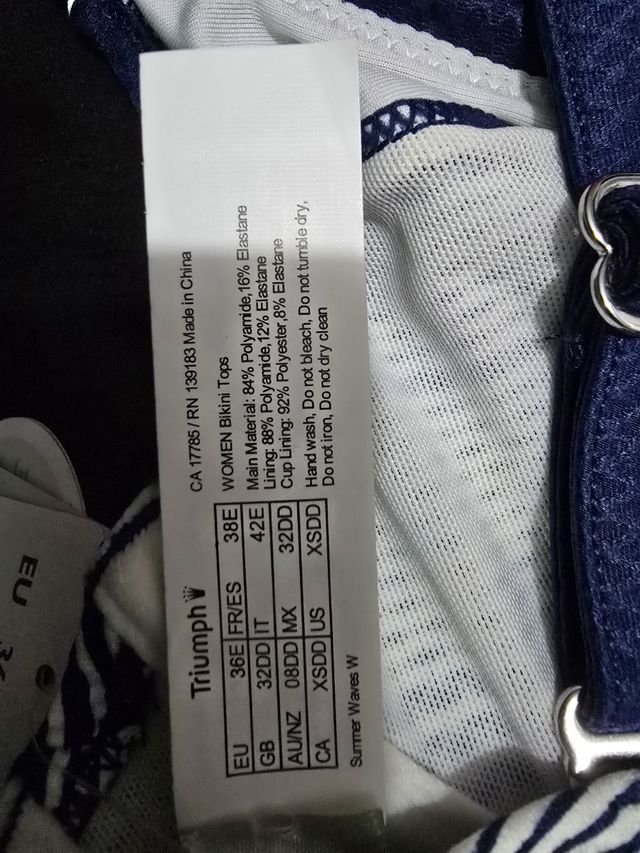 Triumph
EU 36E FR/ES 38E
GB 32DD IT 42E
AU/NZ 08DD MX 32DD
CA XSDD US XSDD
Summer Waves W
CA 17785 / RN 139183 Made in China
WOMEN Bikini Tops
Main Material: 84% Polyamide,16% Elastane
Lining: 88% Polyamide,12% Elastane
Cup Lining: 92% Polyester,8% Elastane
Hand wash, Do not bleach, Do not tumble dry,
Do not iron, Do not dry clean
EU